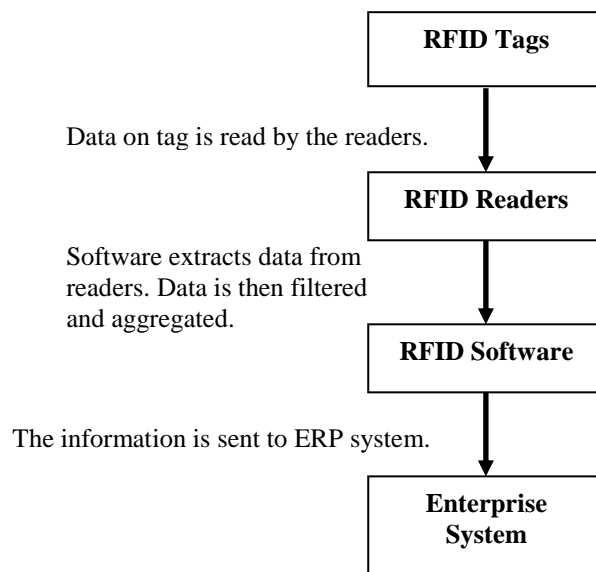 RFID Tags
Data on tag is read by the readers.
RFID Readers
Software extracts data from
readers. Data is then filtered
and aggregated.
RFID Software
The information is sent to ERP system.
Enterprise
System